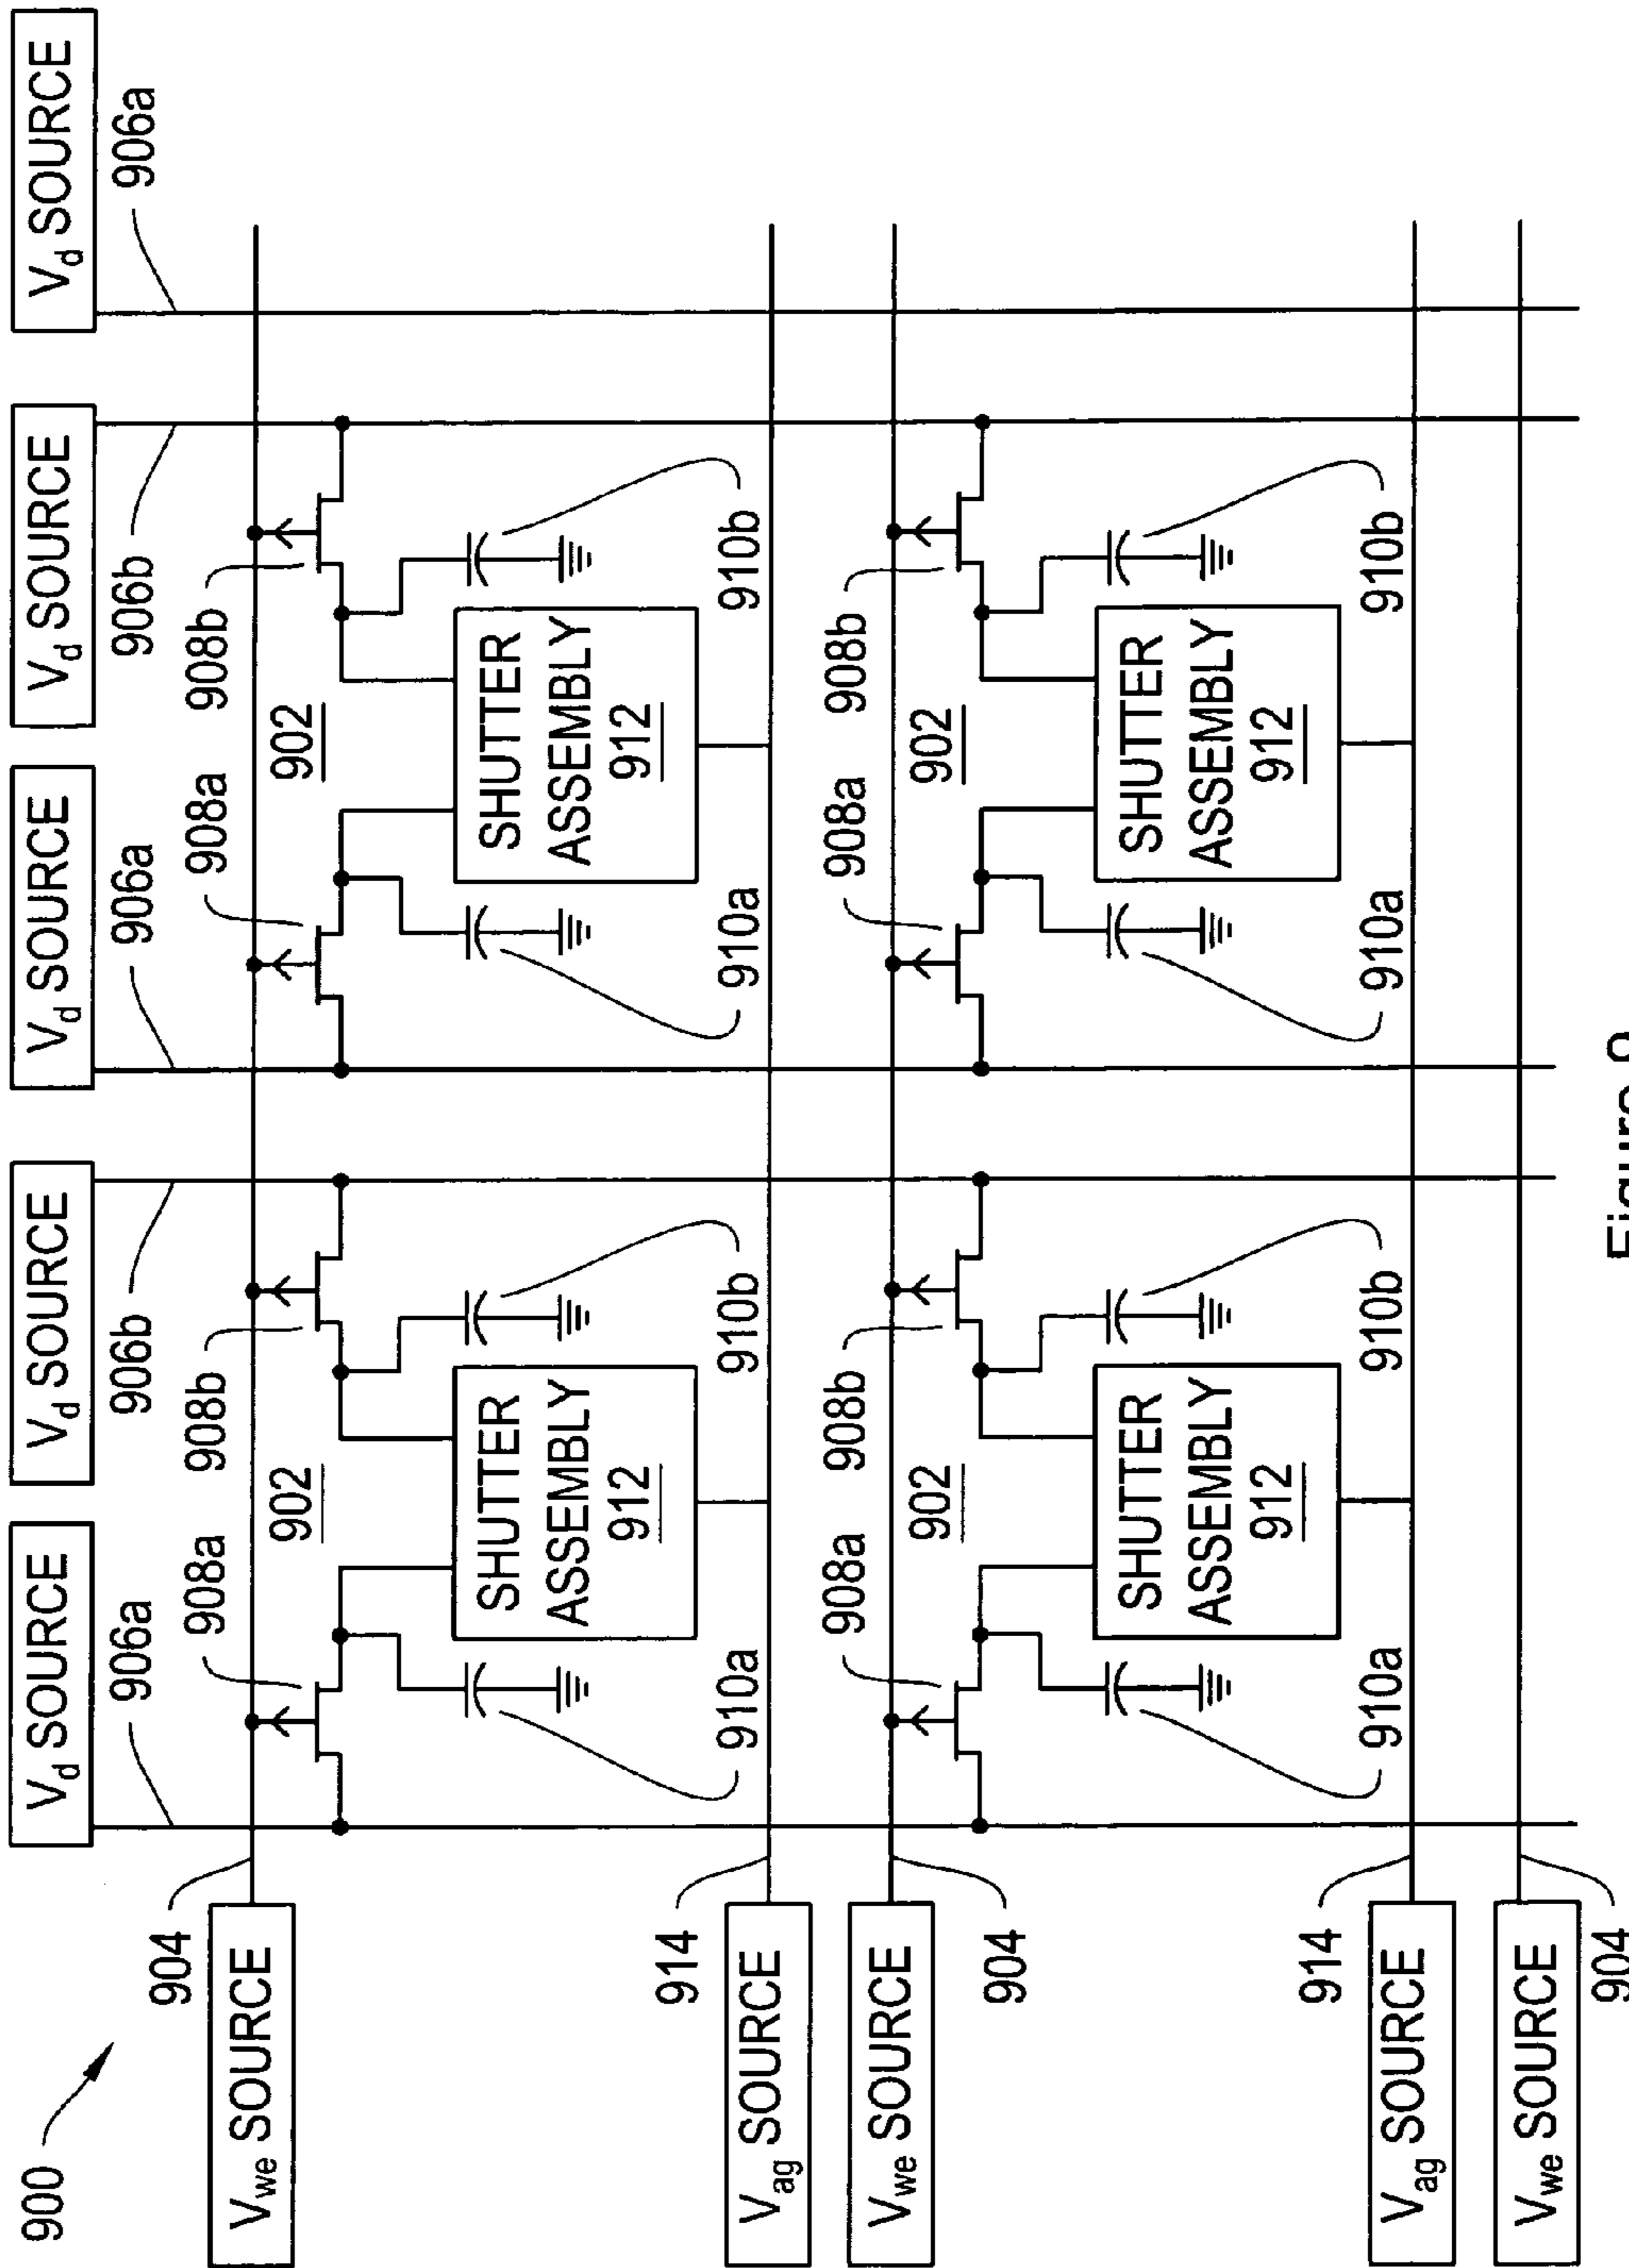 900
V_d SOURCE
V_d SOURCE
V_d SOURCE
V_d SOURCE
V_d SOURCE
906a
906b
906a
906b
906a
904
908a
908b
908a
908b
V_we SOURCE
902
902
SHUTTER
ASSEMBLY
912
SHUTTER
ASSEMBLY
912
914
910a
910b
910a
910b
V_ag SOURCE
V_we SOURCE
908a
908b
908a
908b
902
902
904
SHUTTER
ASSEMBLY
912
SHUTTER
ASSEMBLY
912
914
910a
910b
910a
910b
V_ag SOURCE
V_we SOURCE
904
Figure 9